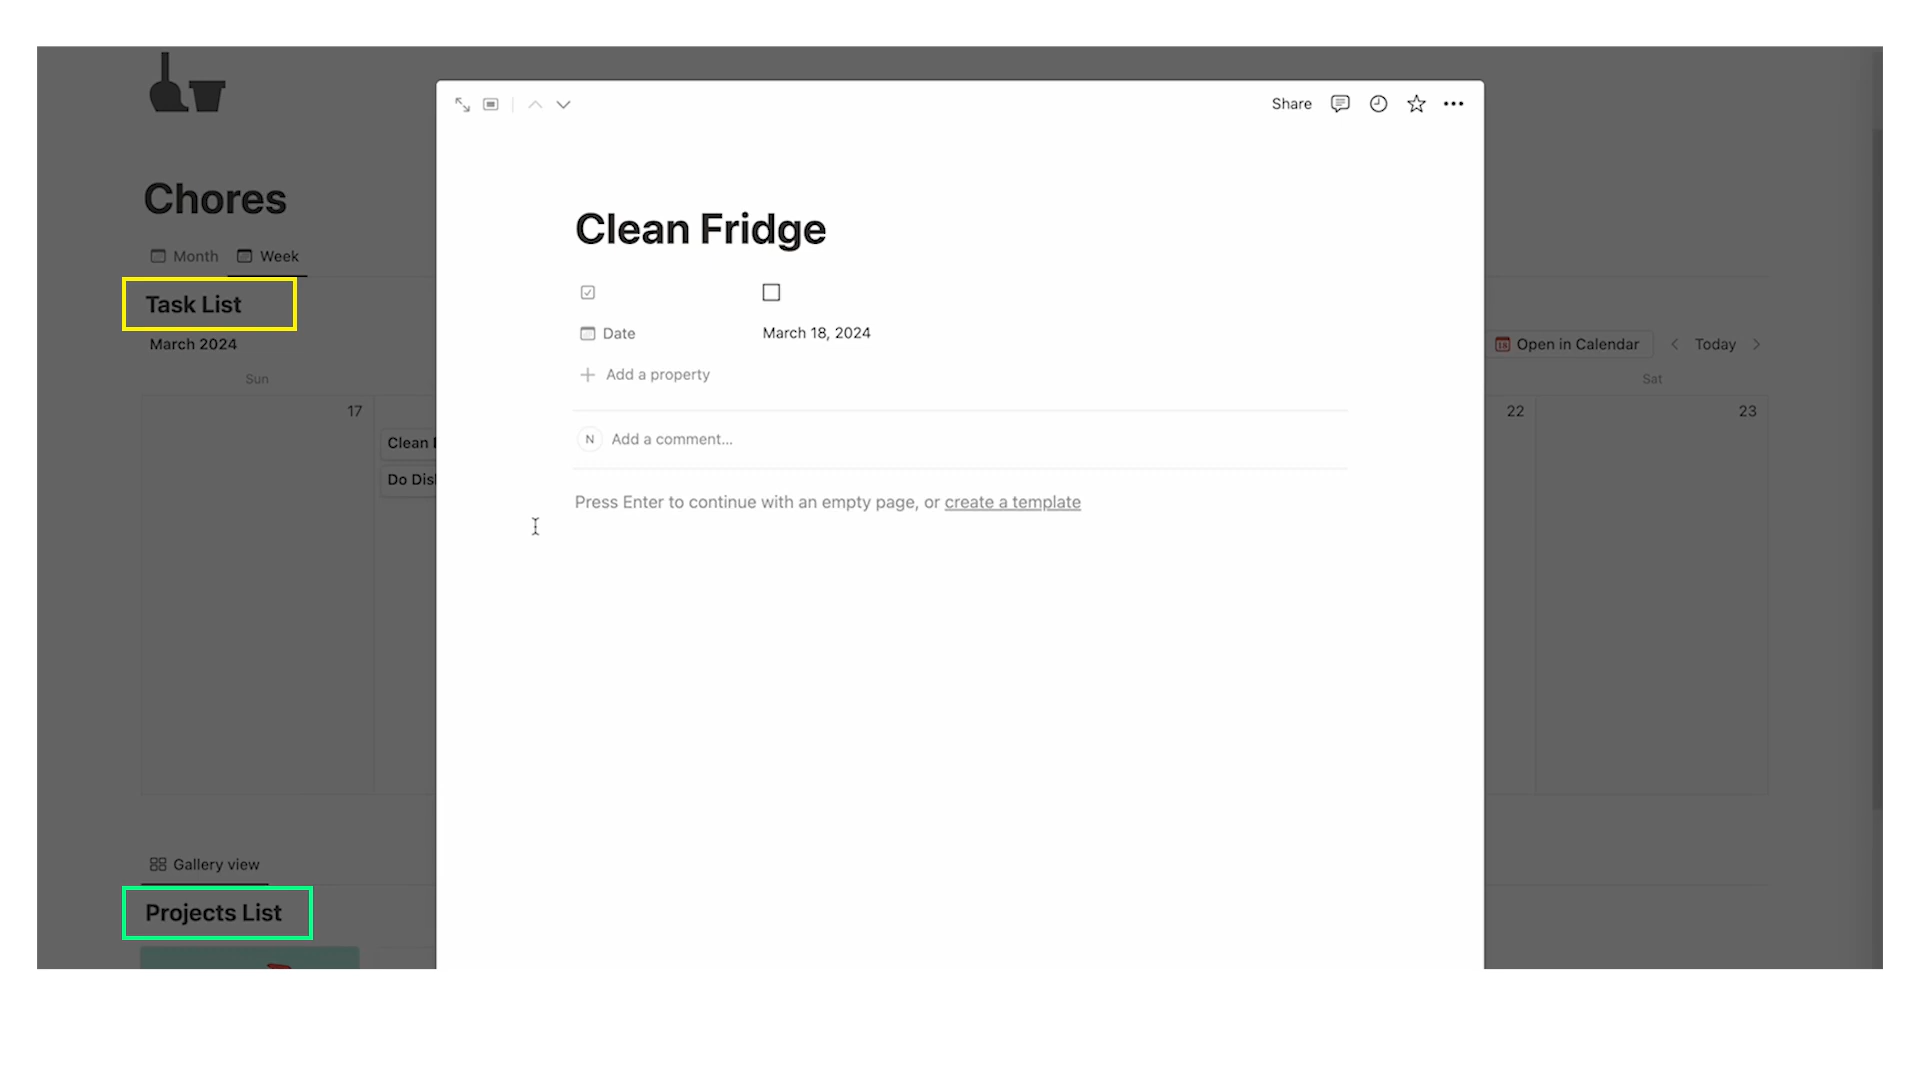 Share
Chores
Clean Fridge
Month
Week
Task List
Date
March 18, 2024
March 2024
Open in Calendar
Today
Add a property
Sun
Sat
17
22
23
Clean
Add a comment...
N
Do Dis
Press Enter to continue with an empty page, or create a template
Gallery view
Projects List